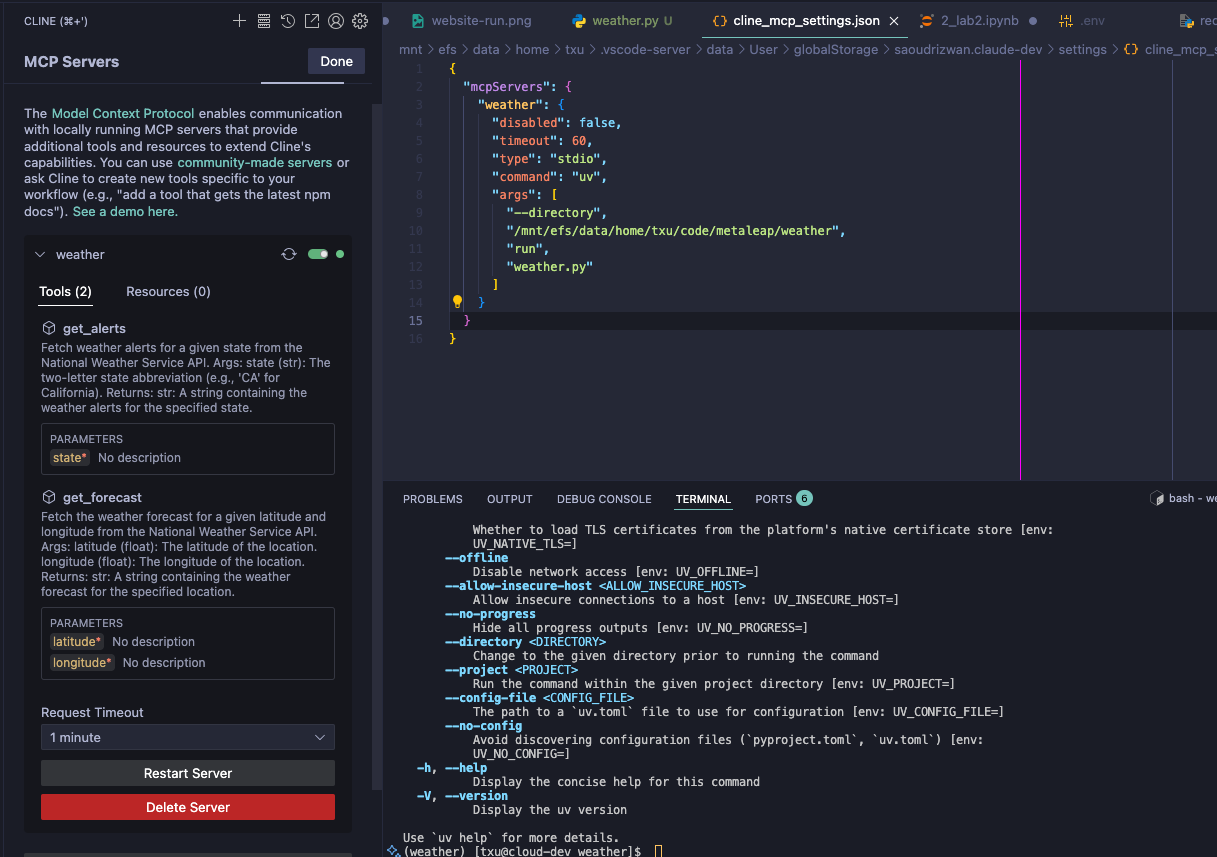 CLINE (⌘+')
MCP Servers
Done
The Model Context Protocol enables communication
with locally running MCP servers that provide
additional tools and resources to extend Cline's
capabilities. You can use community-made servers or
ask Cline to create new tools specific to your
workflow (e.g., "add a tool that gets the latest npm
docs"). See a demo here.
weather
Tools (2) Resources (0)
get_alerts
Fetch weather alerts for a given state from the
National Weather Service API. Args: state (str): The
two-letter state abbreviation (e.g., 'CA' for
California). Returns: str: A string containing the
weather alerts for the specified state.
PARAMETERS
state* No description
get_forecast
Fetch the weather forecast for a given latitude and
longitude from the National Weather Service API.
Args: latitude (float): The latitude of the location.
longitude (float): The longitude of the location.
Returns: str: A string containing the weather
forecast for the specified location.
PARAMETERS
latitude* No description
longitude* No description
Request Timeout
1 minute
Restart Server
Delete Server
website-run.png weather.py U {} cline_mcp_settings.json × 2_lab2.ipynb .env
mnt > efs > data > home > txu > .vscode-server > data > User > globalStorage > saoudrizwan.claude-dev > settings > {} cline_mcp_s
1 {
2 "mcpServers": {
3 "weather": {
4 "disabled": false,
5 "timeout": 60,
6 "type": "stdio",
7 "command": "uv",
8 "args": [
9 "--directory",
10 "/mnt/efs/data/home/txu/code/metaleap/weather",
11 "run",
12 "weather.py"
13 ]
14 }
15 }
16 }
PROBLEMS OUTPUT DEBUG CONSOLE TERMINAL PORTS 6
bash - we
Whether to load TLS certificates from the platform's native certificate store [env:
UV_NATIVE_TLS=]
--offline
Disable network access [env: UV_OFFLINE=]
--allow-insecure-host <ALLOW_INSECURE_HOST>
Allow insecure connections to a host [env: UV_INSECURE_HOST=]
--no-progress
Hide all progress outputs [env: UV_NO_PROGRESS=]
--directory <DIRECTORY>
Change to the given directory prior to running the command
--project <PROJECT>
Run the command within the given project directory [env: UV_PROJECT=]
--config-file <CONFIG_FILE>
The path to a `uv.toml` file to use for configuration [env: UV_CONFIG_FILE=]
--no-config
Avoid discovering configuration files (`pyproject.toml`, `uv.toml`) [env:
UV_NO_CONFIG=]
-h, --help
Display the concise help for this command
-V, --version
Display the uv version
Use `uv help` for more details.
(weather) [txu@cloud-dev weather]$